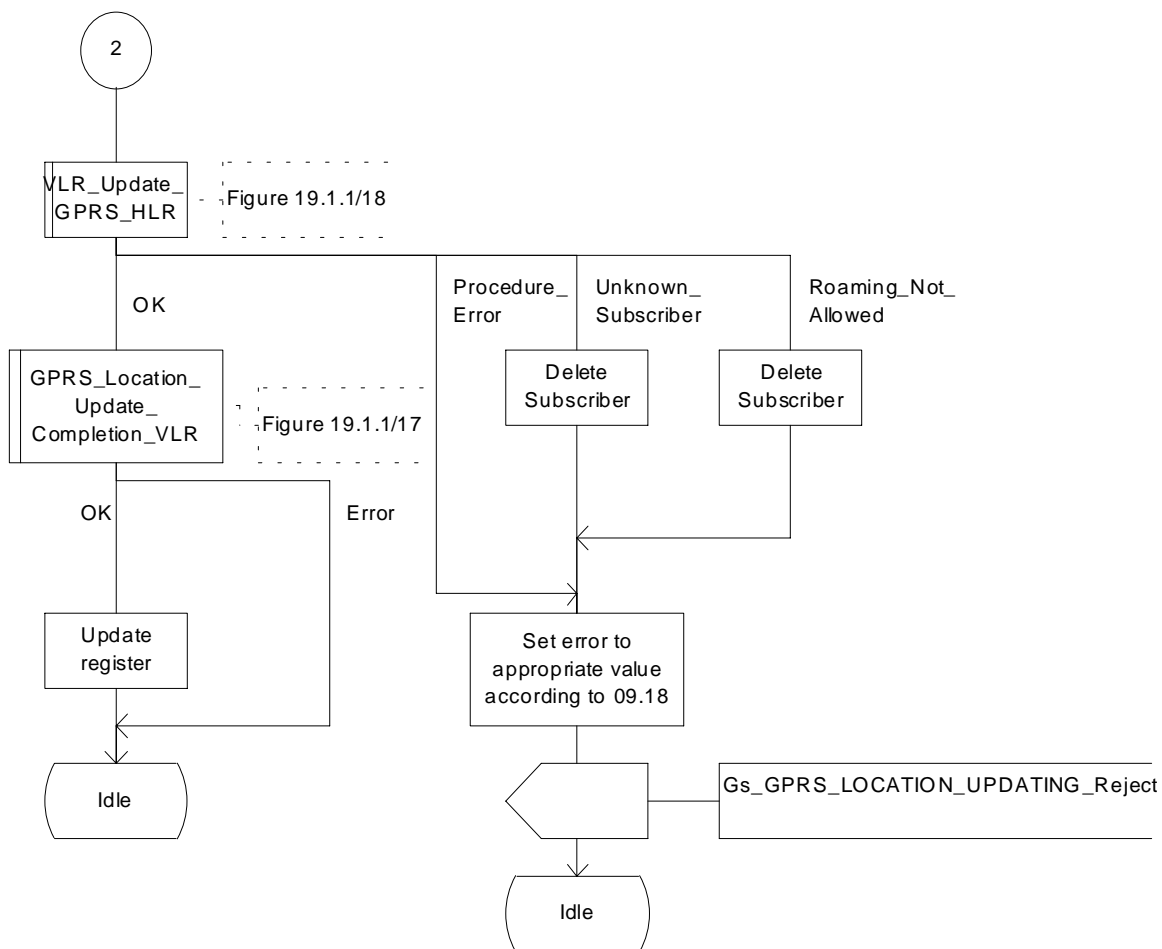 2
VLR_Update_
GPRS_HLR
Figure 19.1.1/18
OK
Procedure_
Error
Unknown_
Subscriber
Roaming_Not_
Allowed
GPRS_Location_
Update_
Completion_VLR
Figure 19.1.1/17
Delete
Subscriber
Delete
Subscriber
OK
Error
Update
register
Set error to
appropriate value
according to 09.18
Idle
Gs_GPRS_LOCATION_UPDATING_Reject
Idle